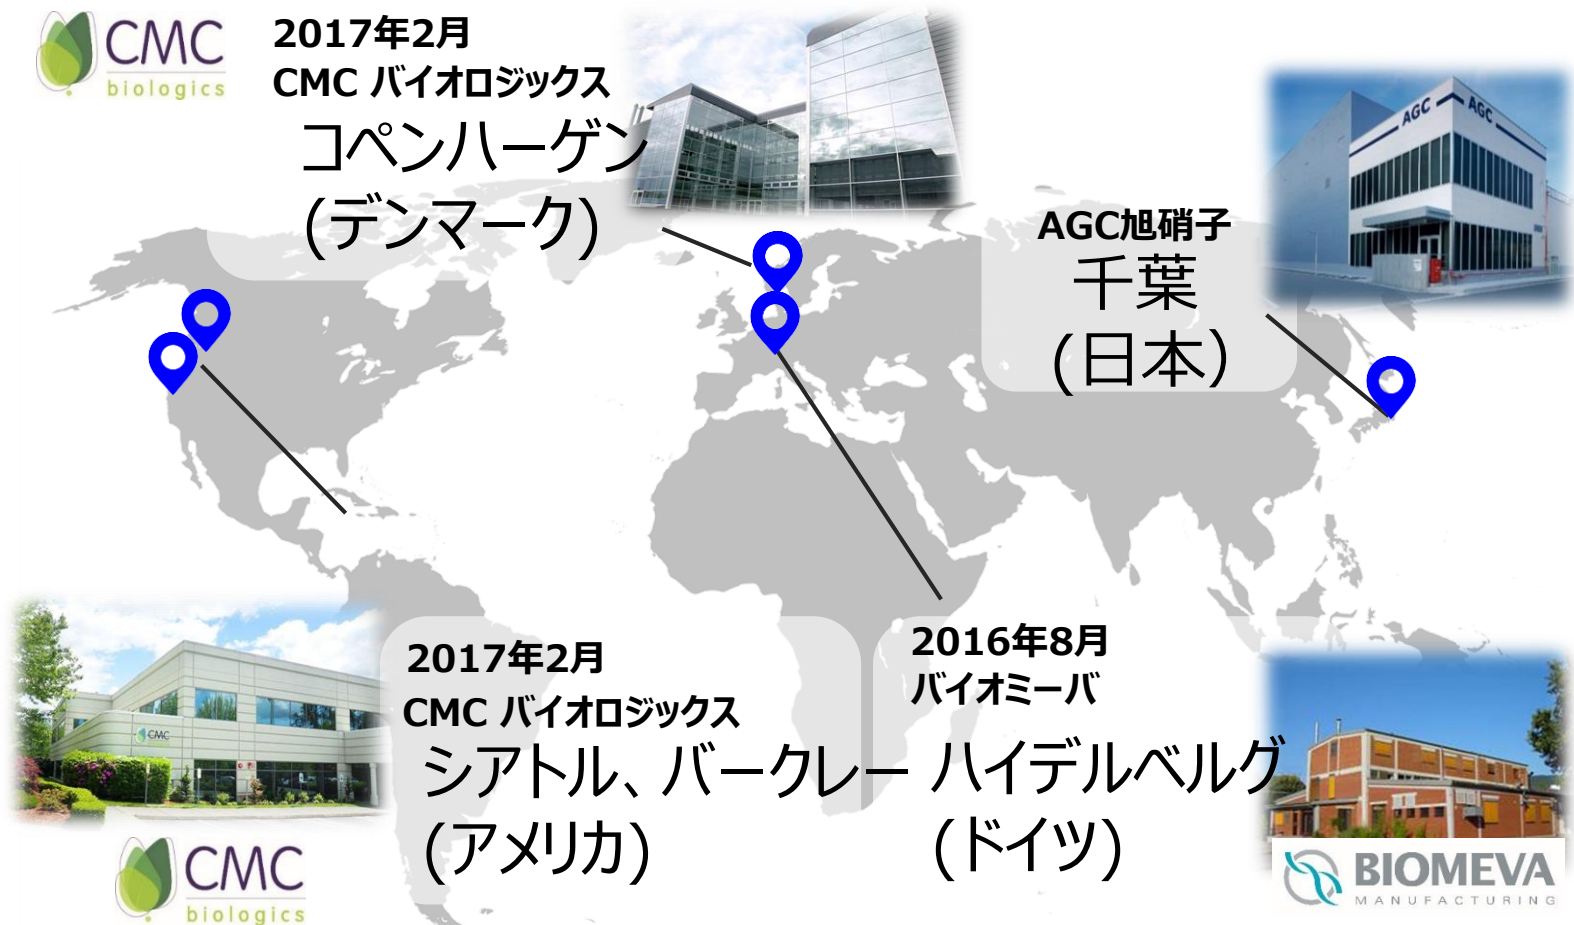 CMC
biologics
2017年2月
CMC バイオロジックス
コペンハーゲン
(デンマーク)
AGC AGC
AGC旭硝子
千葉
(日本)
CMC
2017年2月
CMC バイオロジックス
シアトル、バークレー
(アメリカ)
2016年8月
バイオミーバ
ハイデルベルグ
(ドイツ)
CMC
biologics
BIOMEVA
MANUFACTURING